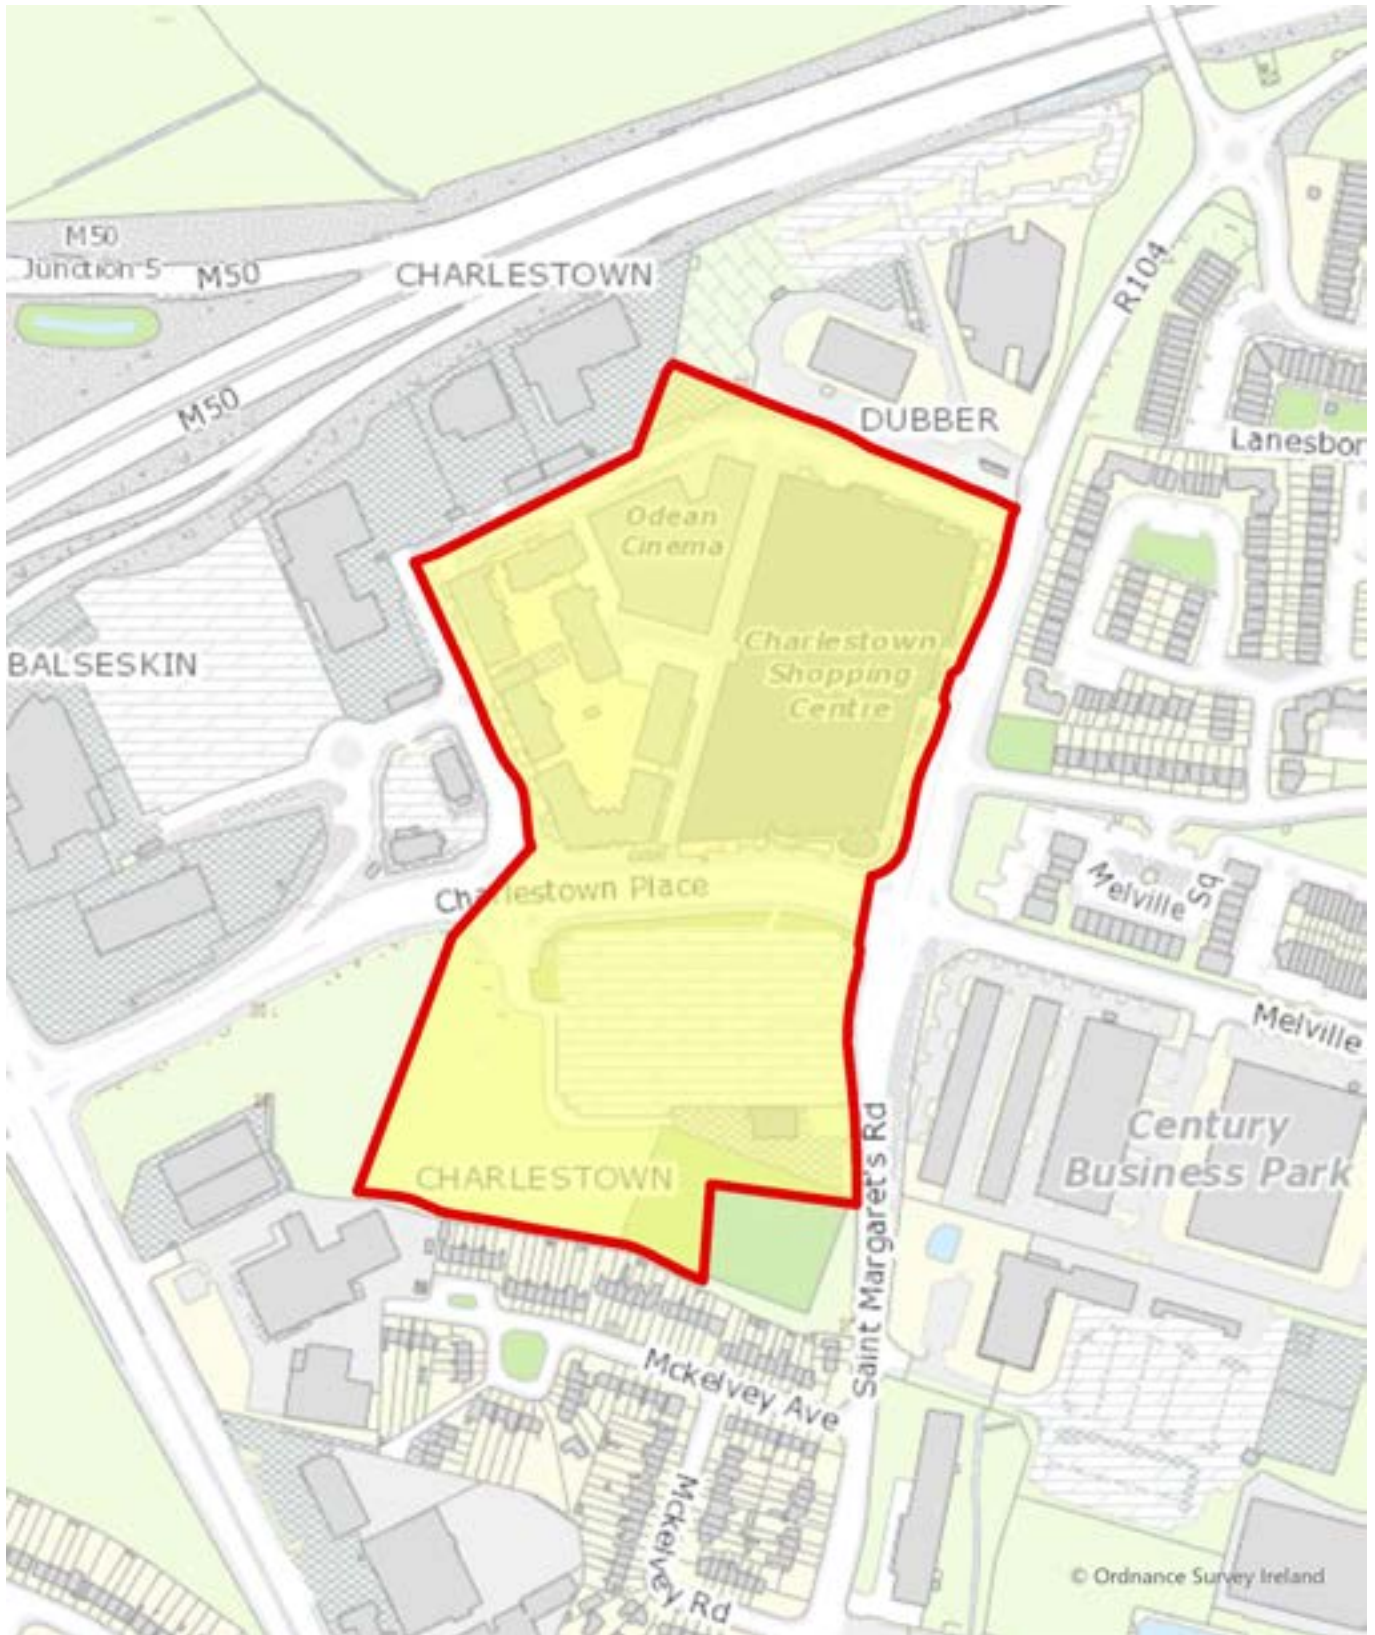 M50
Junction 5
M50
CHARLESTOWN
R104
M50
DUBBER
Lanesbor
Odean
Cinema
Charlestown
Shopping
Centre
BALSESKIN
Charlestown Place
Melville Sq
Melville
Century
Business Park
CHARLESTOWN
Saint Margaret's Rd
Mckelvey Ave
Mckelvey Rd
© Ordnance Survey Ireland